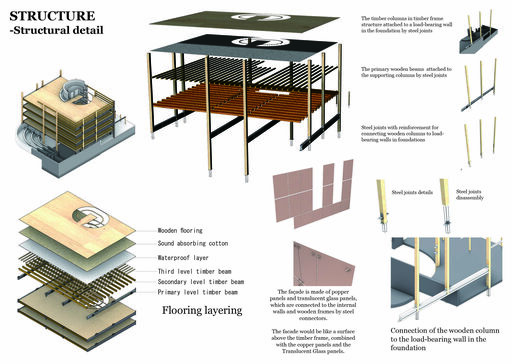 STRUCTURE
-Structural detail
The timber columns in timber frame
structure attached to a load-bearing wall
in the foundation by steel joints
The primary wooden beams attached to
the supporting columns by steel joints
Steel joints with reinforcement for
connecting wooden columns to load-
bearing walls in foundations
Steel joints details
Steel joints
disassembly
Wooden flooring
Sound absorbing cotton
Waterproof layer
Third level timber beam
Secondary level timber beam
Primary level timber beam
Flooring layering
The façade is made of popper
panels and translucent glass panels,
which are connected to the internal
walls and wooden frames by steel
connectors.
The façade would be like a surface
above the timber frame, combined
with the coper panels and the
Translucent Glass panels.
Connection of the wooden column
to the load-bearing wall in the
foundation